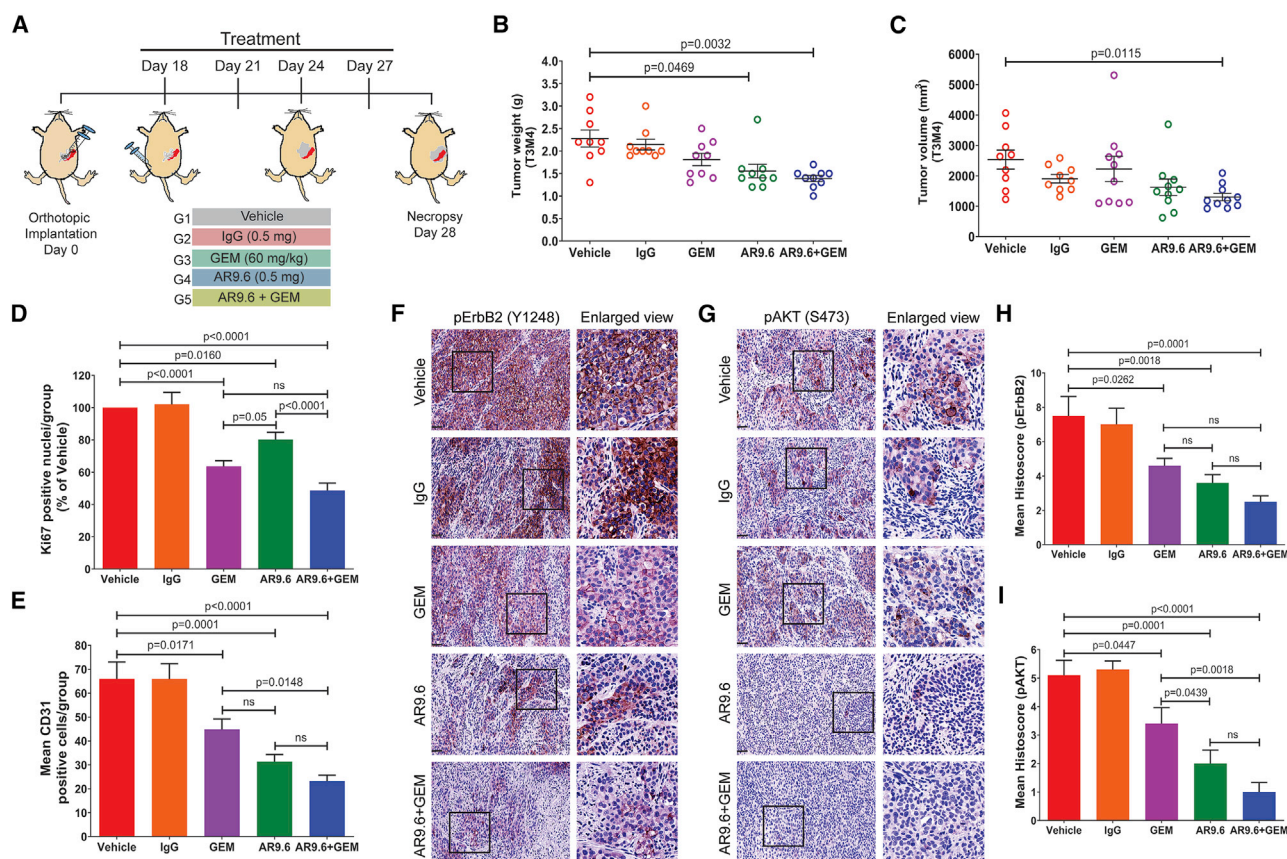 A
Treatment
Day 18
Day 21
Day 24
Day 27
Orthotopic
Implantation
Day 0
Necropsy
Day 28
G1
Vehicle
G2
IgG (0.5 mg)
G3
GEM (60 mg/kg)
G4
AR9.6 (0.5 mg)
G5
AR9.6 + GEM
B
p=0.0032
p=0.0469
Tumor weight (g)
(T3M4)
4.0
3.5
3.0
2.5
2.0
1.5
1.0
0.5
0.0
Vehicle
IgG
GEM
AR9.6
AR9.6+GEM
C
p=0.0115
Tumor volume (mm³)
(T3M4)
6000
5000
4000
3000
2000
1000
0
Vehicle
IgG
GEM
AR9.6
AR9.6+GEM
D
p<0.0001
p=0.0160
p<0.0001
ns
p=0.05
p<0.0001
Ki67 positive nuclei/group
(% of Vehicle)
120
100
80
60
40
20
0
Vehicle
IgG
GEM
AR9.6
AR9.6+GEM
E
p<0.0001
p=0.0001
p=0.0171
p=0.0148
ns
ns
Mean CD31
positive cells/group
80
70
60
50
40
30
20
10
0
Vehicle
IgG
GEM
AR9.6
AR9.6+GEM
F
pErbB2 (Y1248)
Enlarged view
Vehicle
IgG
GEM
AR9.6
AR9.6+GEM
G
pAKT (S473)
Enlarged view
Vehicle
IgG
GEM
AR9.6
AR9.6+GEM
H
p=0.0001
p=0.0018
p=0.0262
ns
ns
ns
Mean Histoscore (pErbB2)
10
8
6
4
2
0
Vehicle
IgG
GEM
AR9.6
AR9.6+GEM
I
p<0.0001
p=0.0001
p=0.0447
p=0.0018
p=0.0439
ns
Mean Histoscore (pAKT)
6
5
4
3
2
1
0
Vehicle
IgG
GEM
AR9.6
AR9.6+GEM